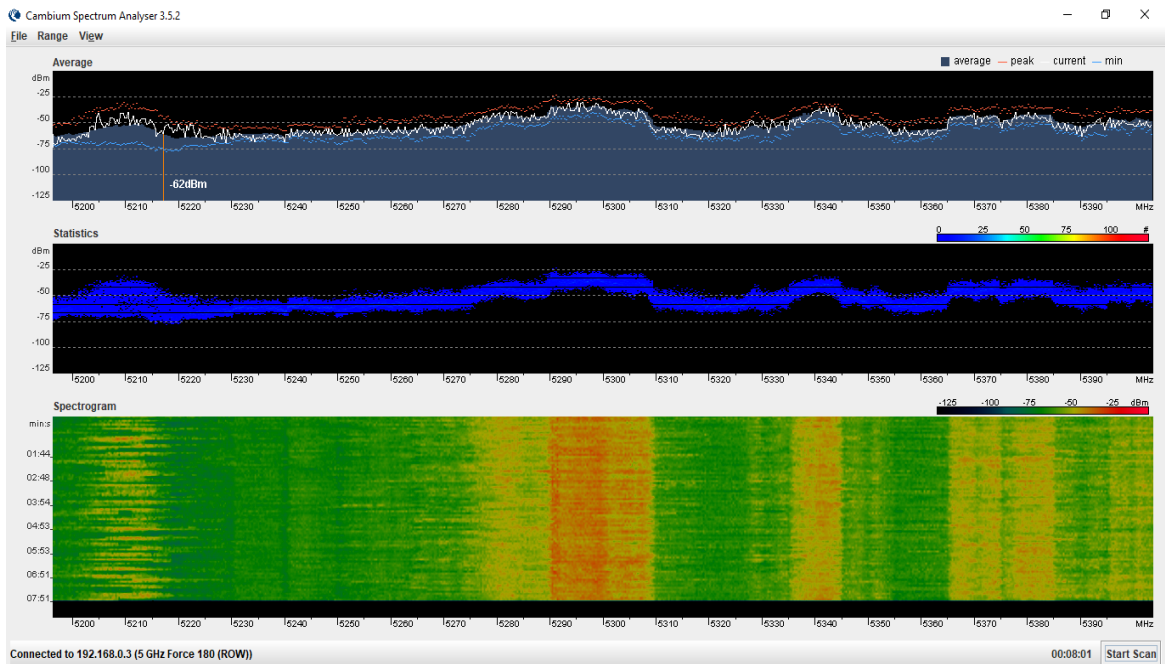 Cambium Spectrum Analyser 3.5.2
File Range View
Average
average peak current min
dBm
-25
-50
-75
-100
-125
-62dBm
5200 5210 5220 5230 5240 5250 5260 5270 5280 5290 5300 5310 5320 5330 5340 5350 5360 5370 5380 5390 MHz
Statistics
0 25 50 75 100 #
dBm
-25
-50
-75
-100
-125
5200 5210 5220 5230 5240 5250 5260 5270 5280 5290 5300 5310 5320 5330 5340 5350 5360 5370 5380 5390 MHz
Spectrogram
-125 -100 -75 -50 -25 dBm
min:s
01:44
02:48
03:54
04:53
05:53
06:51
07:51
5200 5210 5220 5230 5240 5250 5260 5270 5280 5290 5300 5310 5320 5330 5340 5350 5360 5370 5380 5390 MHz
Connected to 192.168.0.3 (5 GHz Force 180 (ROW)) 00:08:01 Start Scan